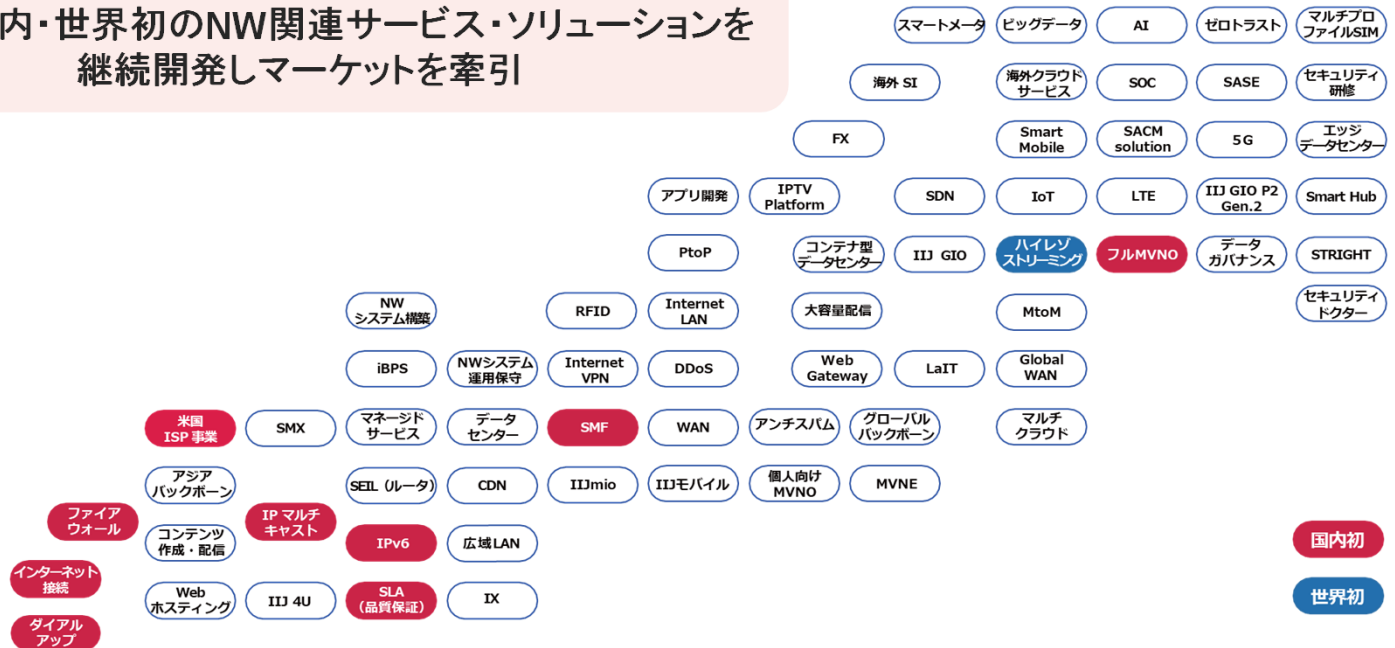 内・世界初のNW関連サービス・ソリューションを
継続開発しマーケットを牽引
スマートメータ
ビッグデータ
AI
ゼロトラスト
マルチプロ
ファイルSIM
海外 SI
海外クラウド
サービス
SOC
SASE
セキュリティ
研修
FX
Smart
Mobile
SACM
solution
5G
エッジ
データセンター
アプリ開発
IPTV
Platform
SDN
IoT
LTE
IIJ GIO P2
Gen.2
Smart Hub
PtoP
コンテナ型
データセンター
IIJ GIO
ハイレゾ
ストリーミング
フルMVNO
データ
ガバナンス
STRIGHT
NW
システム構築
RFID
Internet
LAN
大容量配信
MtoM
セキュリティ
ドクター
iBPS
NWシステム
運用保守
Internet
VPN
DDoS
Web
Gateway
LaIT
Global
WAN
米国
ISP 事業
SMX
マネージド
サービス
データ
センター
SMF
WAN
アンチスパム
グローバル
バックボーン
マルチ
クラウド
アジア
バックボーン
SEIL（ルータ）
CDN
IIJmio
IIJモバイル
個人向け
MVNO
MVNE
ファイア
ウォール
コンテンツ
作成・配信
IP マルチ
キャスト
IPv6
広域LAN
国内初
インターネット
接続
Web
ホスティング
IIJ 4U
SLA
（品質保証）
IX
世界初
ダイアル
アップ